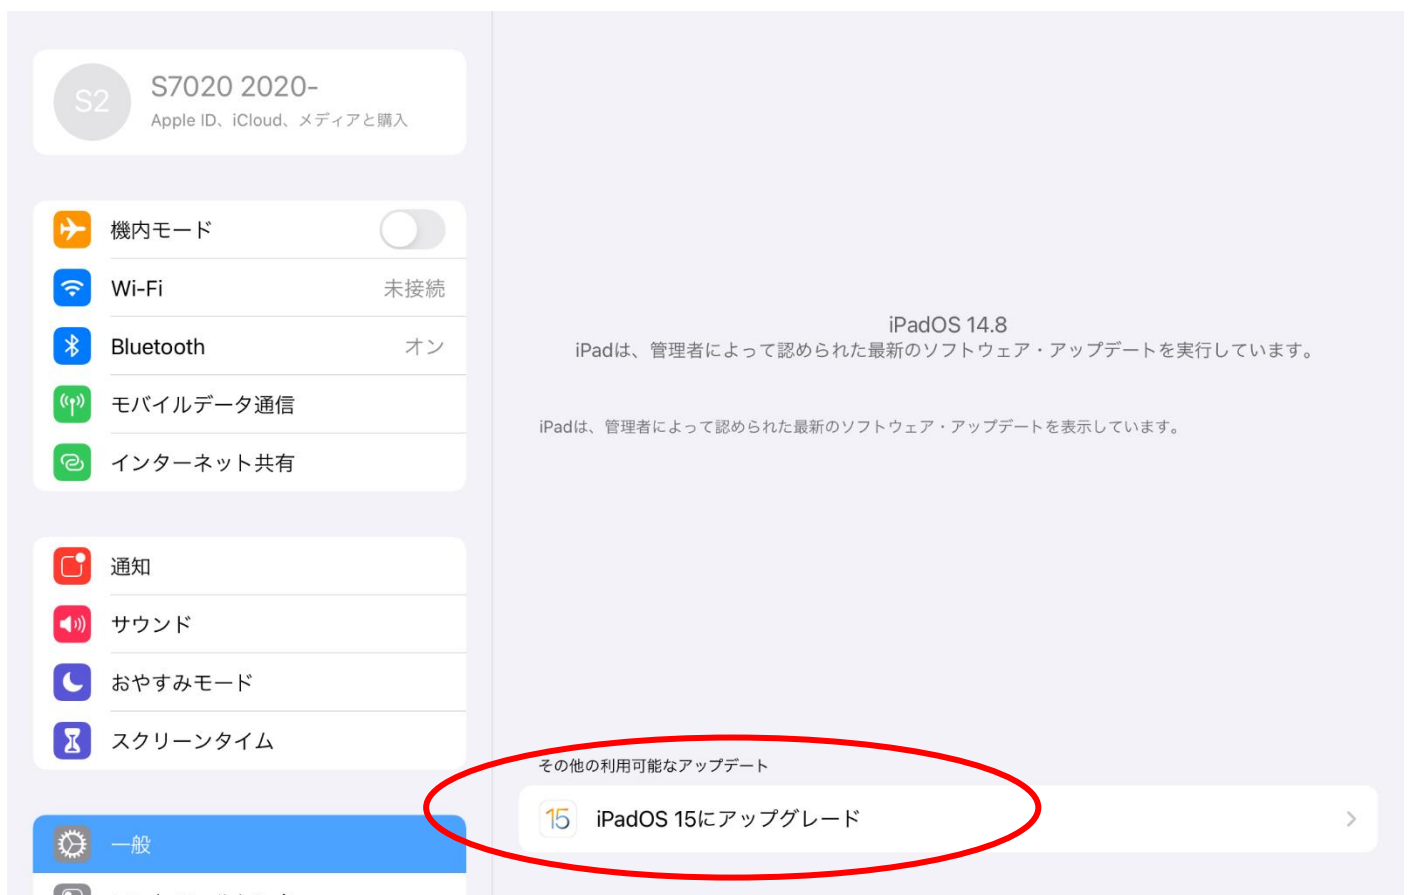 S2
S7020 2020-
Apple ID、iCloud、メディアと購入
機内モード
Wi-Fi 未接続
Bluetooth オン
モバイルデータ通信
インターネット共有
通知
サウンド
おやすみモード
スクリーンタイム
一般
iPadOS 14.8
iPadは、管理者によって認められた最新のソフトウェア・アップデートを実行しています。
iPadは、管理者によって認められた最新のソフトウェア・アップデートを表示しています。
その他の利用可能なアップデート
15 iPadOS 15にアップグレード